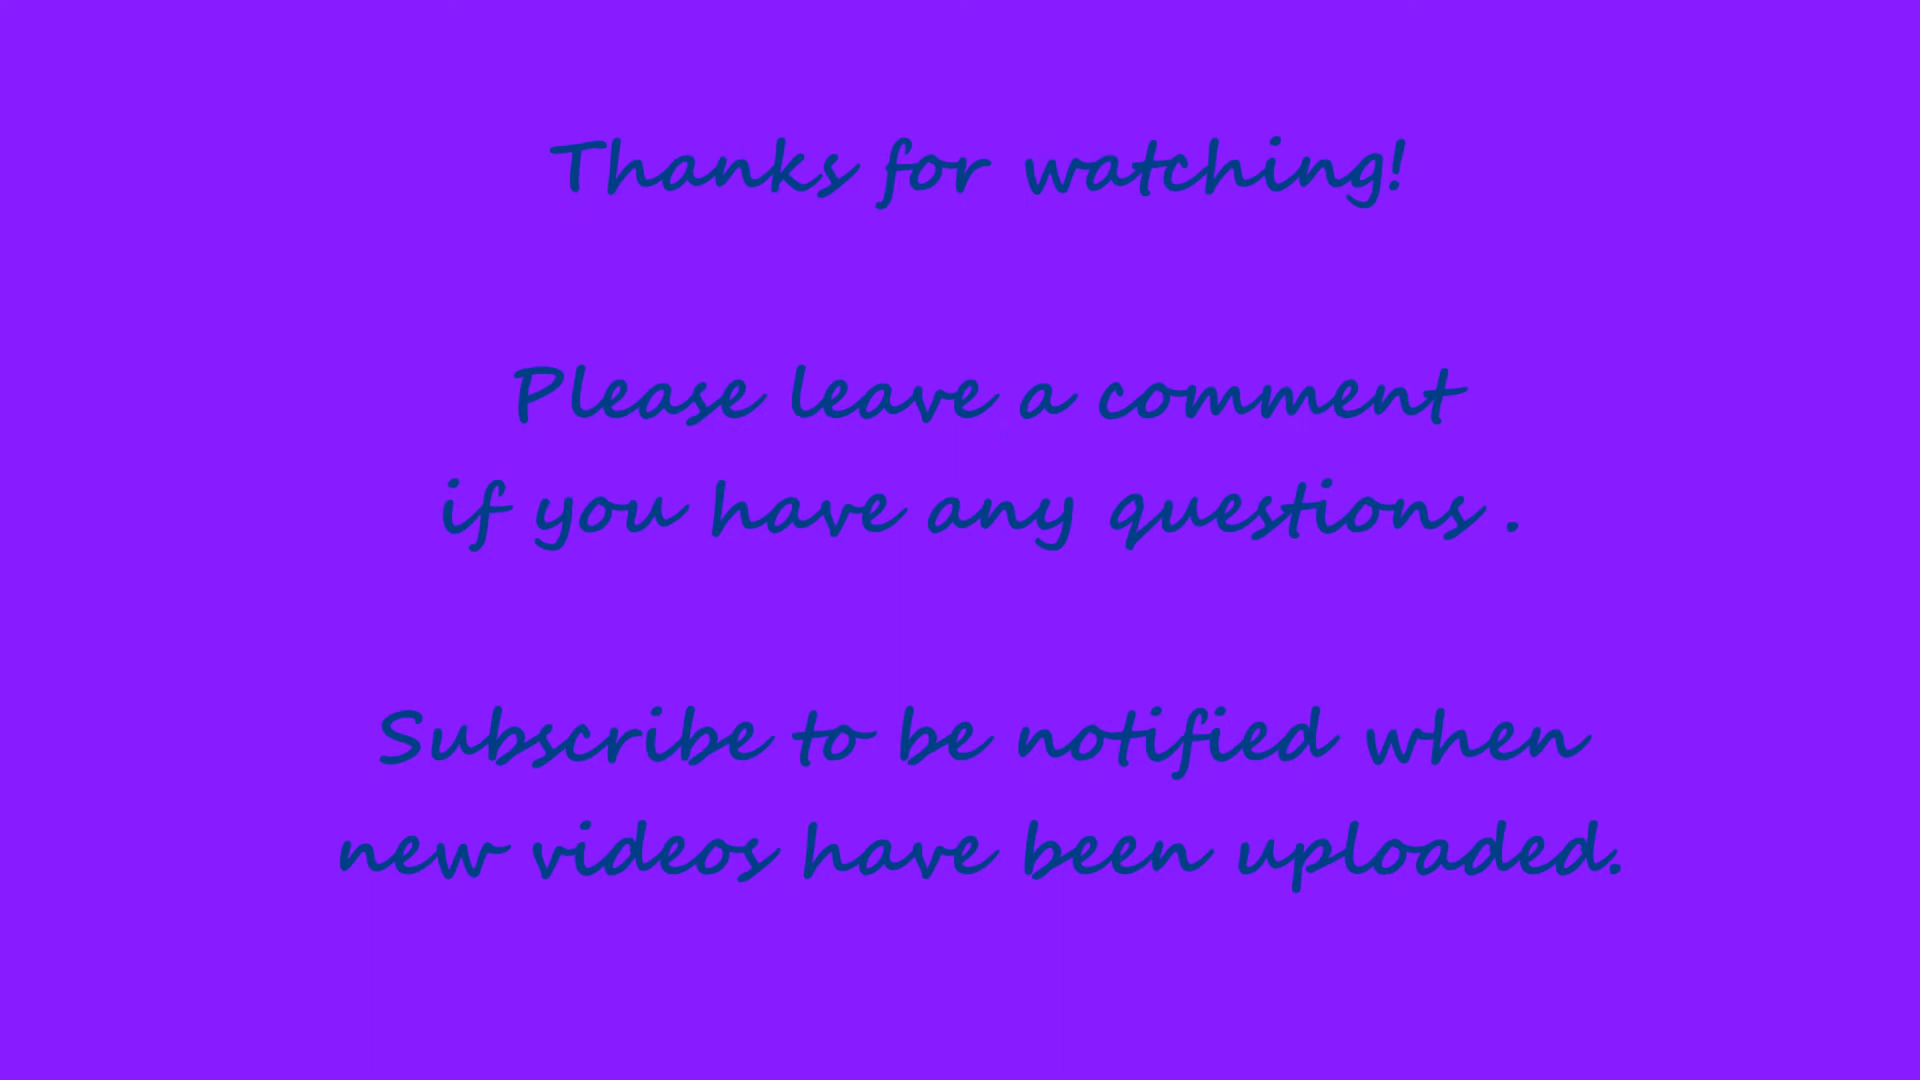 Thanks for watching!
Please leave a comment
if you have any questions .
Subscribe to be notified when
new videos have been uploaded.